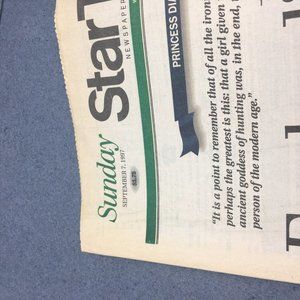 Star
NEWSPAPER
Sunday
SEPTEMBER 7, 1997
$1.75
PRINCESS DIA
"It is a point to remember that of all the iron
perhaps the greatest is this: that a girl given
ancient goddess of hunting was, in the end, t
person of the modern age."